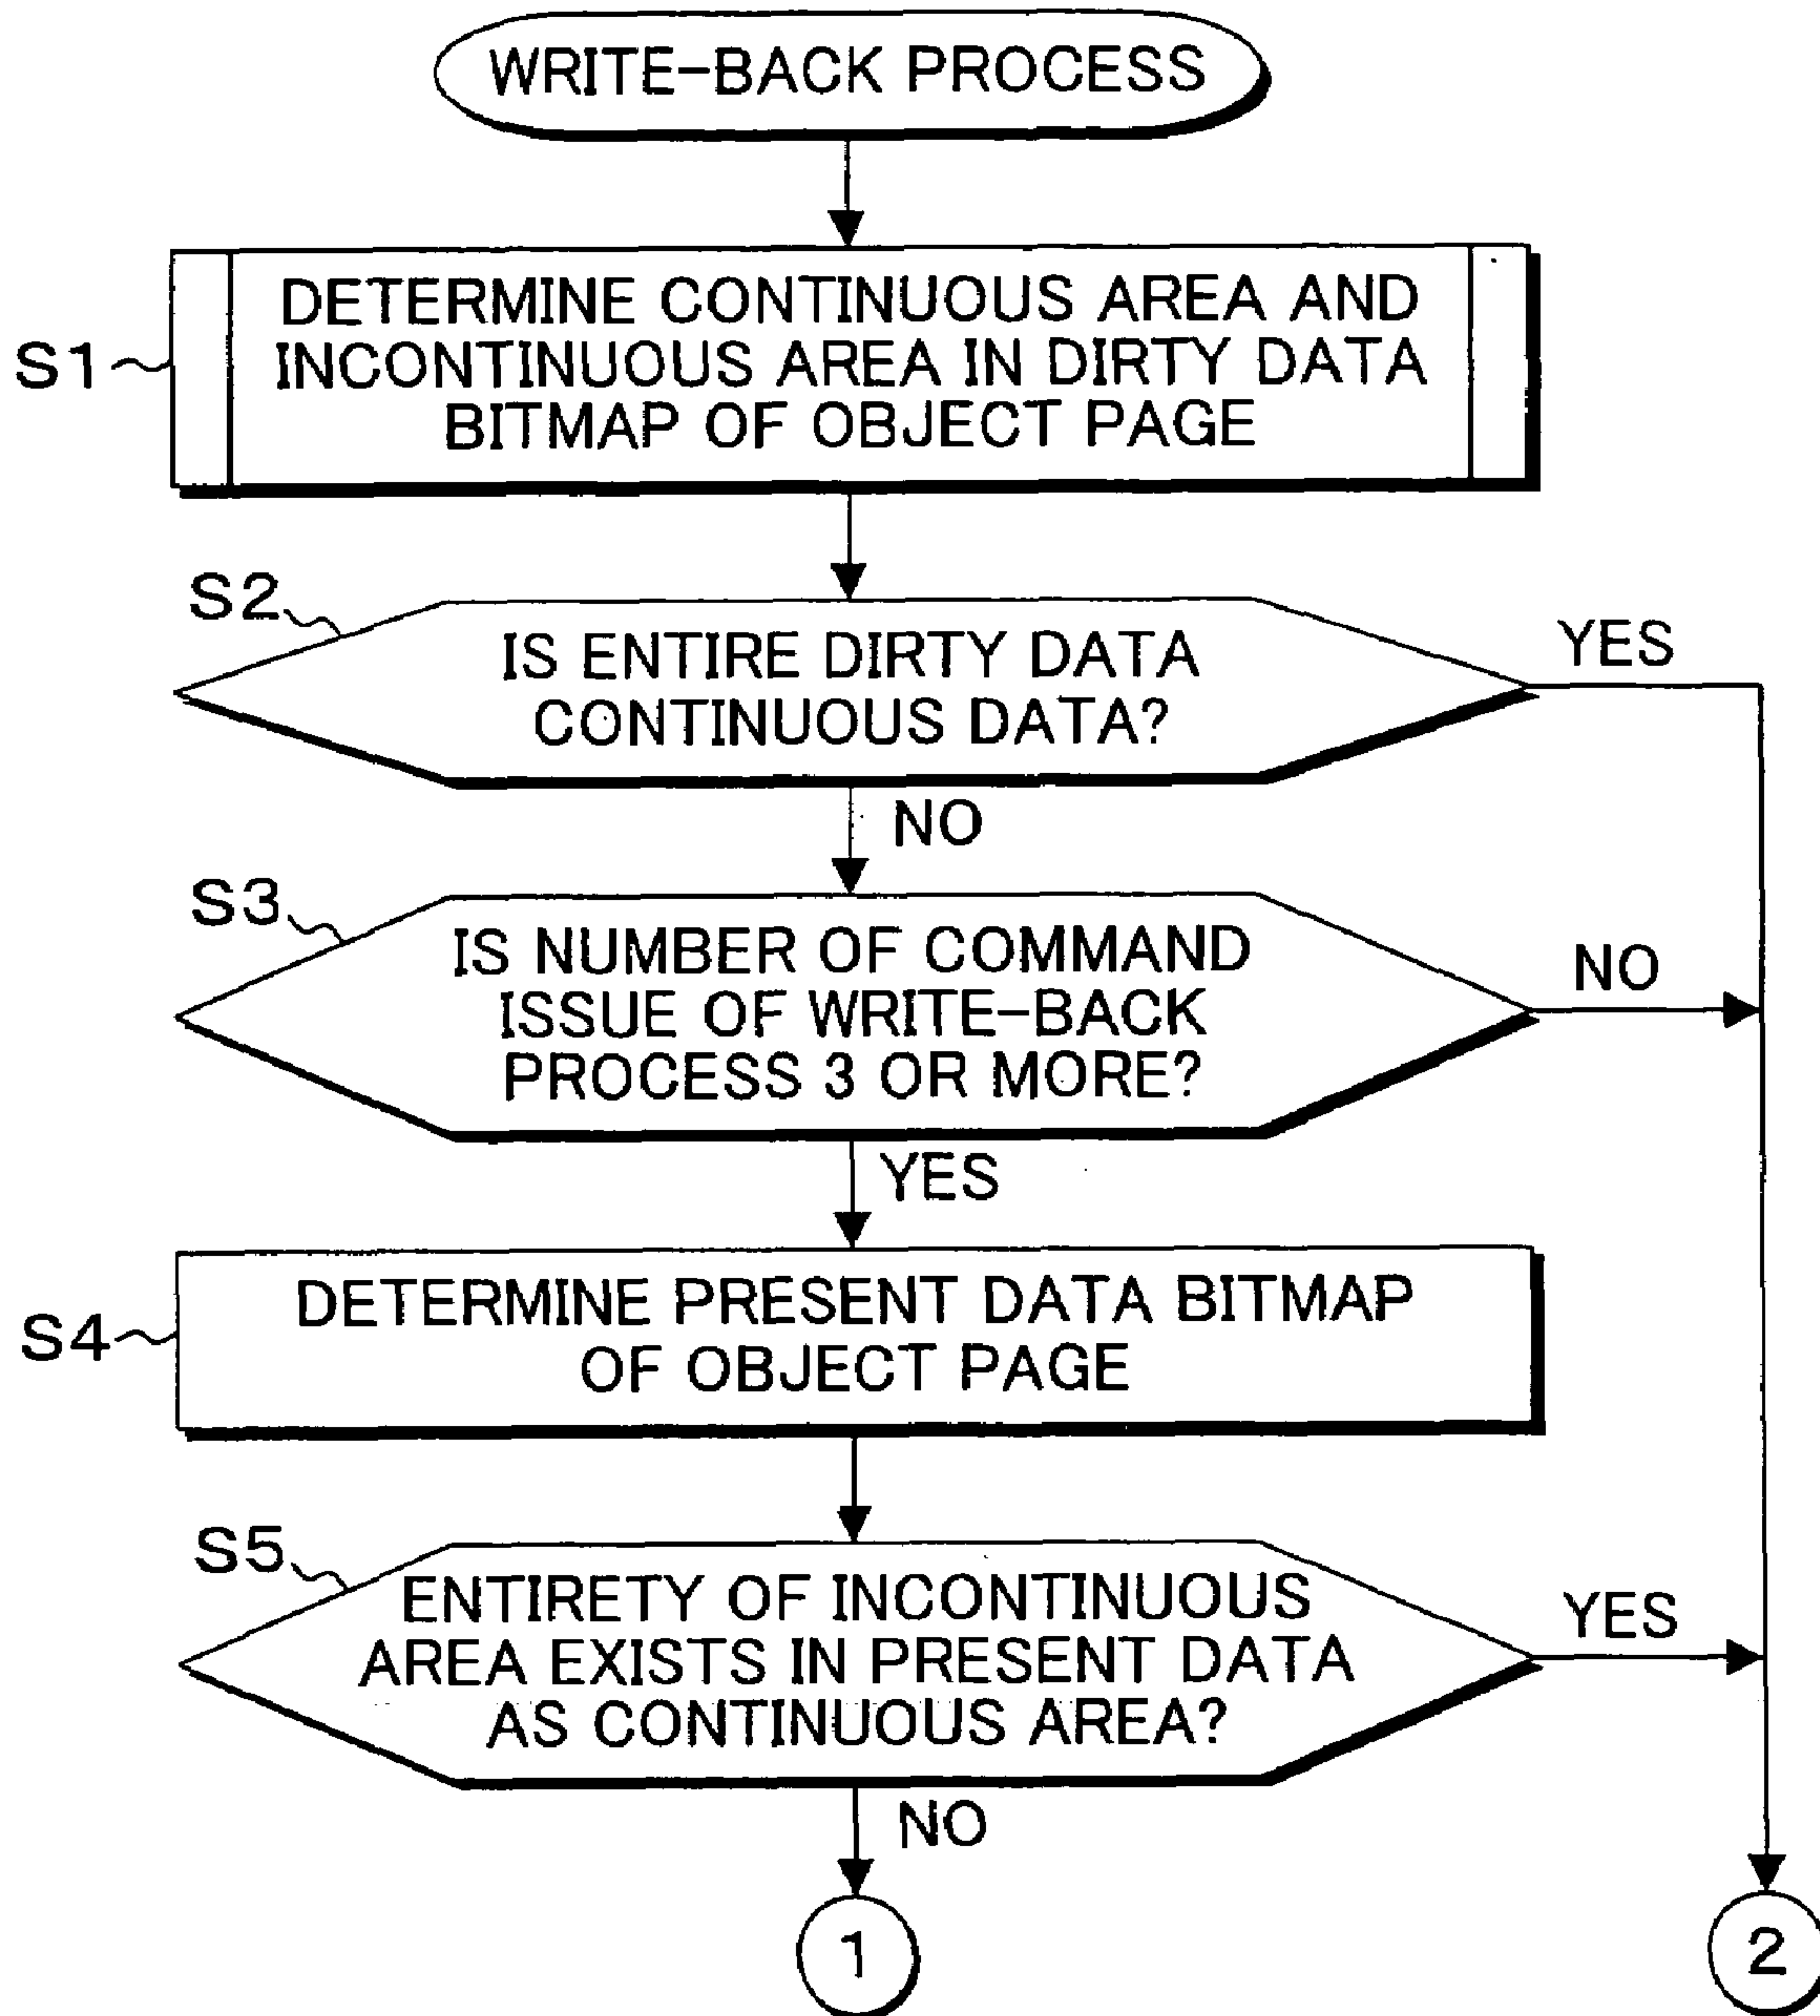 WRITE-BACK PROCESS
S1
DETERMINE CONTINUOUS AREA AND
INCONTINUOUS AREA IN DIRTY DATA
BITMAP OF OBJECT PAGE
S2
IS ENTIRE DIRTY DATA
CONTINUOUS DATA?
YES
NO
S3
IS NUMBER OF COMMAND
ISSUE OF WRITE-BACK
PROCESS 3 OR MORE?
NO
YES
S4
DETERMINE PRESENT DATA BITMAP
OF OBJECT PAGE
S5
ENTIRETY OF INCONTINUOUS
AREA EXISTS IN PRESENT DATA
AS CONTINUOUS AREA?
YES
NO
1
2